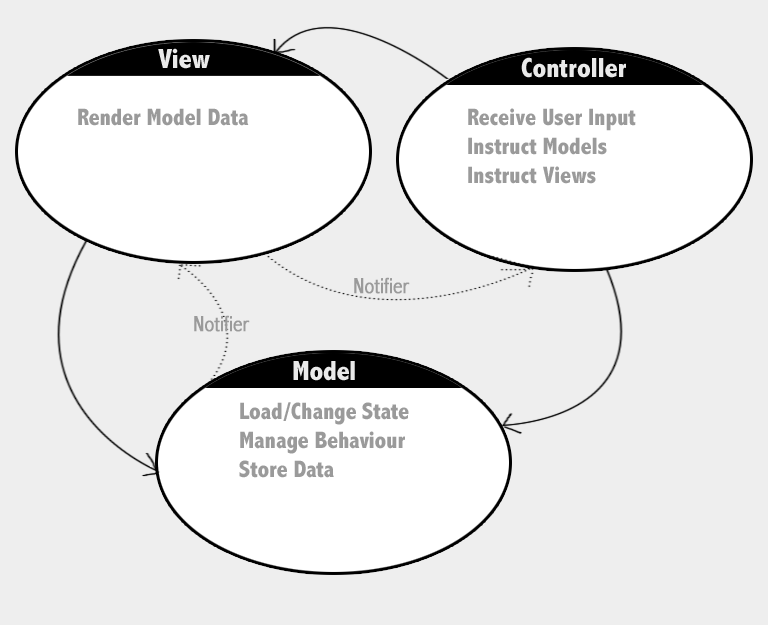 View
Render Model Data
Controller
Receive User Input
Instruct Models
Instruct Views
Notifier
Notifier
Model
Load/Change State
Manage Behaviour
Store Data